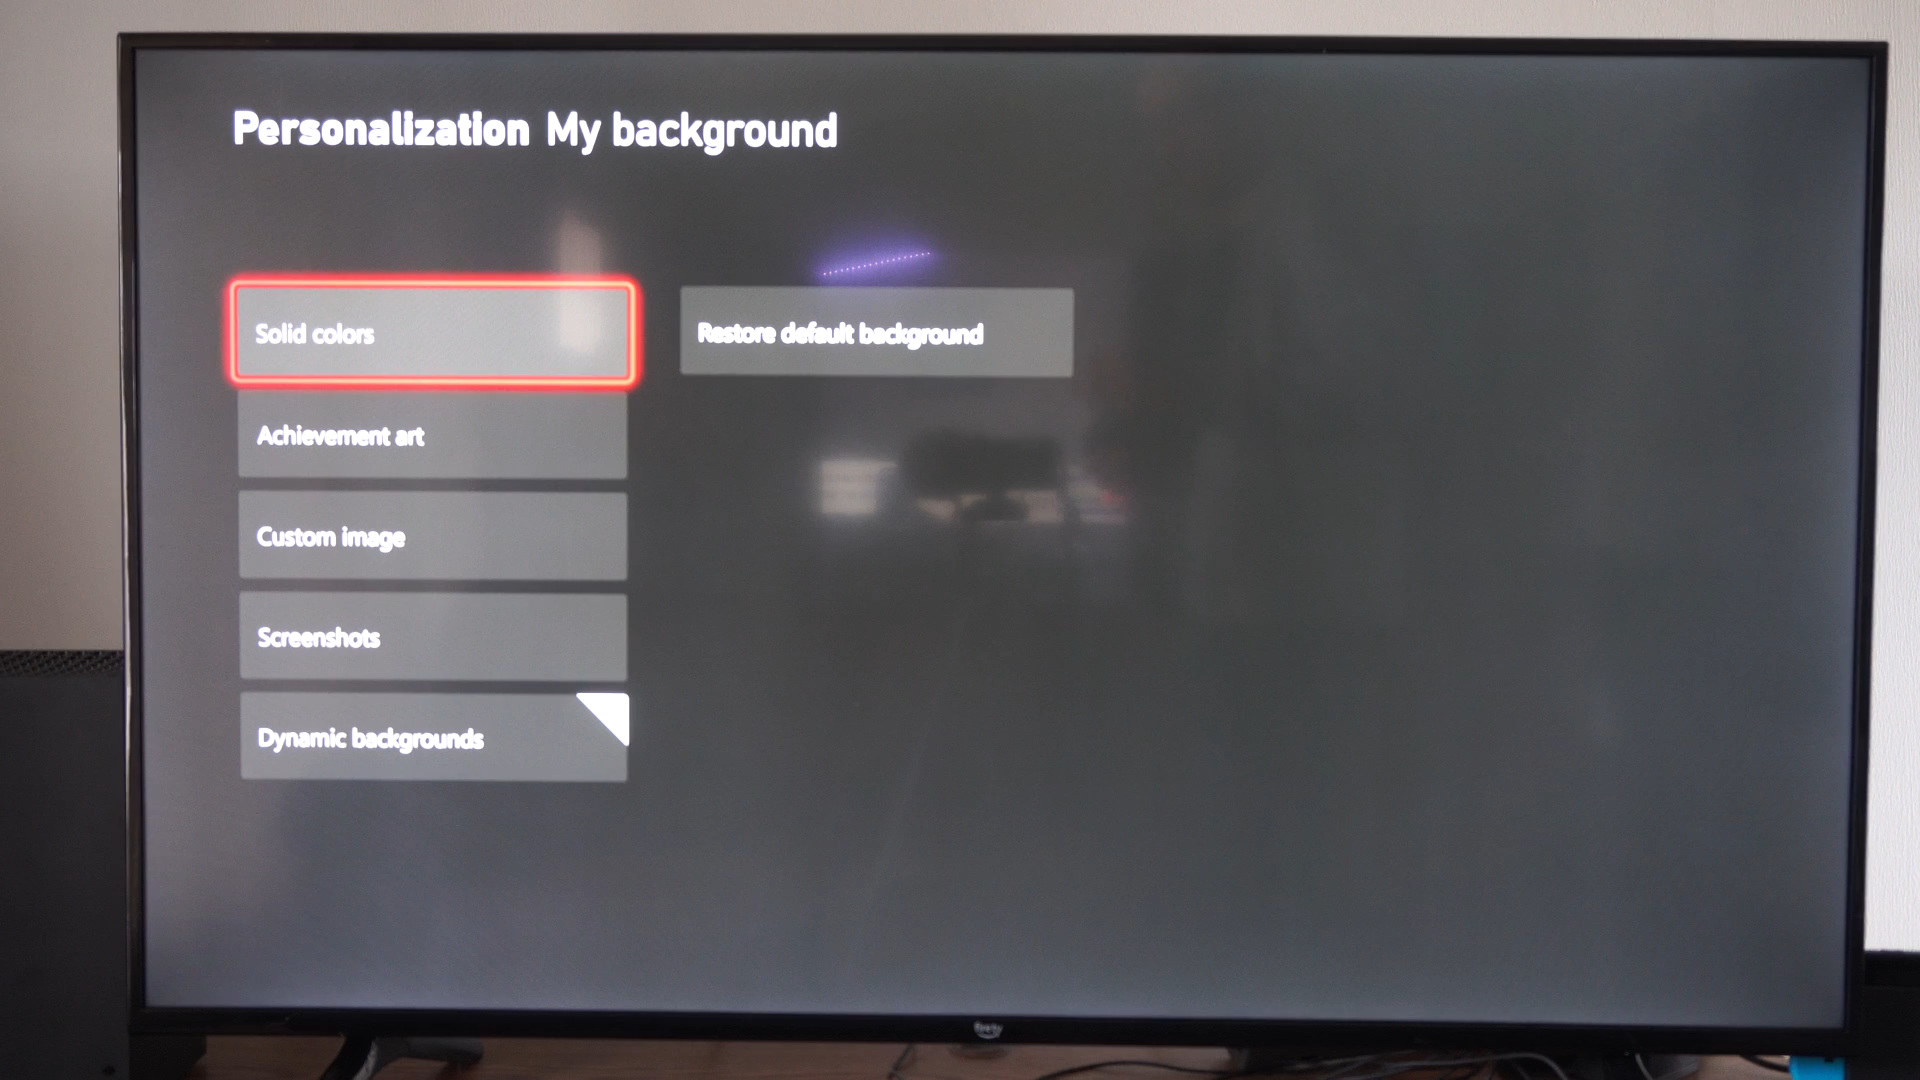 Personalization My background
Solid colors
Restore default background
Achievement art
Custom image
Screenshots
Dynamic backgrounds